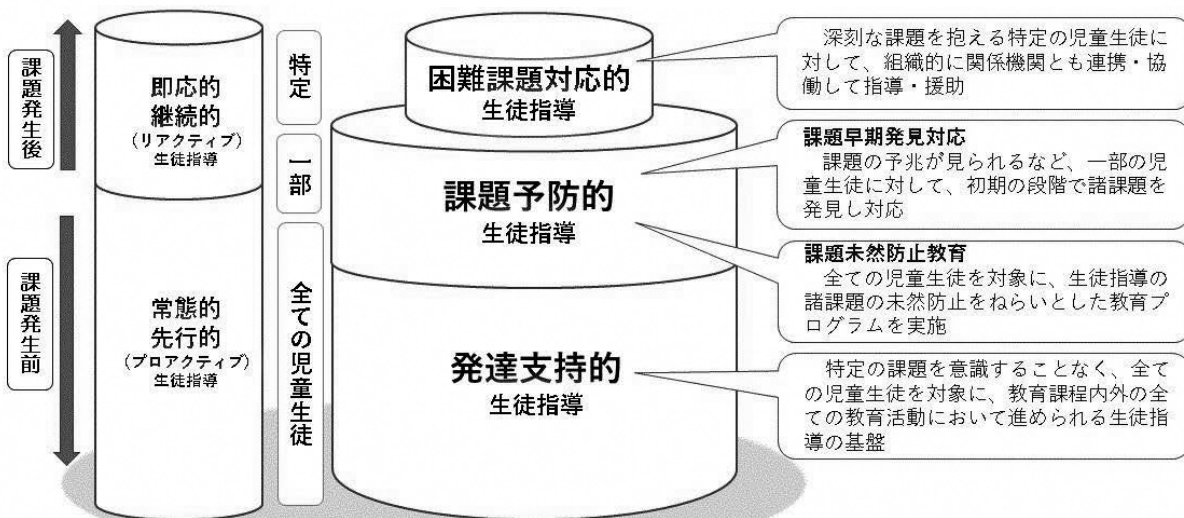 課題発生後
課題発生前
即応的
継続的
(リアクティブ)
生徒指導
常態的
先行的
(プロアクティブ)
生徒指導
特定
一部
全ての児童生徒
困難課題対応的
生徒指導
課題予防的
生徒指導
発達支持的
生徒指導
深刻な課題を抱える特定の児童生徒に
対して、組織的に関係機関とも連携・協
働して指導・援助
課題早期発見対応
課題の予兆が見られるなど、一部の児
童生徒に対して、初期の段階で諸課題を
発見し対応
課題未然防止教育
全ての児童生徒を対象に、生徒指導の
諸課題の未然防止をねらいとした教育プ
ログラムを実施
特定の課題を意識することなく、全て
の児童生徒を対象に、教育課程内外の全
ての教育活動において進められる生徒指
導の基盤